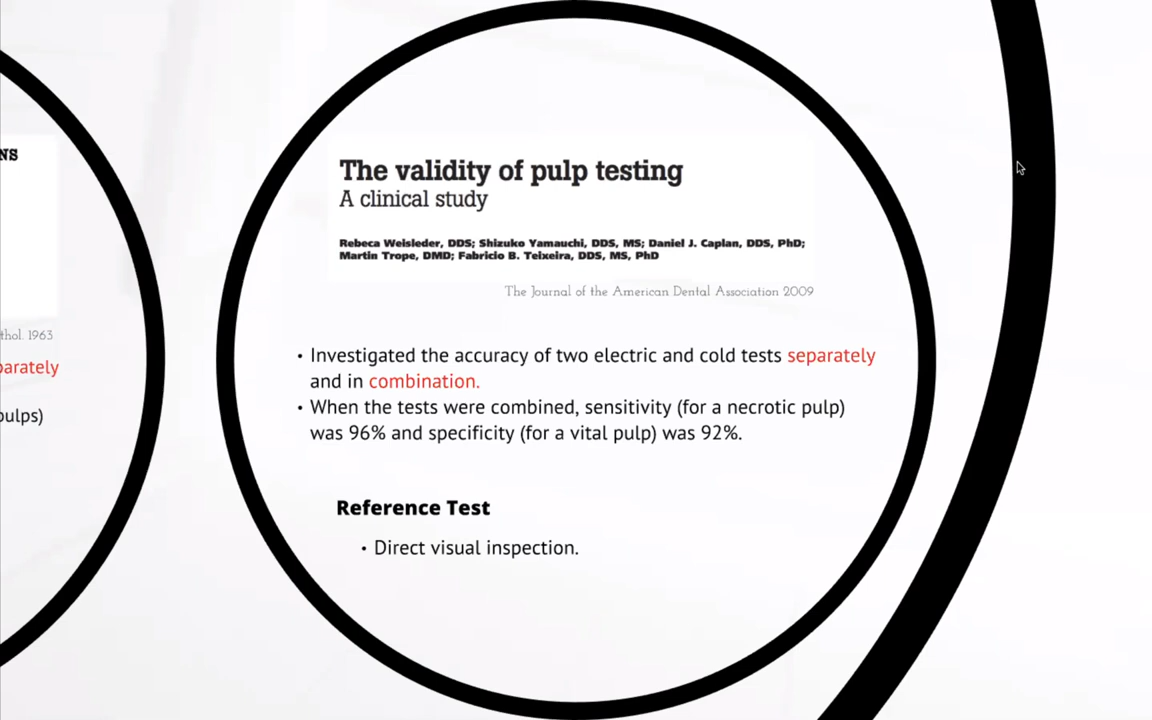 NS
thol. 1963
parately
pulps)
The validity of pulp testing
A clinical study
Rebeca Weisleder, DDS; Shizuko Yamauchi, DDS, MS; Daniel J. Caplan, DDS, PhD;
Martin Trope, DMD; Fabricio B. Teixeira, DDS, MS, PhD
The Journal of the American Dental Association 2009
• Investigated the accuracy of two electric and cold tests separately
and in combination.
• When the tests were combined, sensitivity (for a necrotic pulp)
was 96% and specificity (for a vital pulp) was 92%.
Reference Test
• Direct visual inspection.